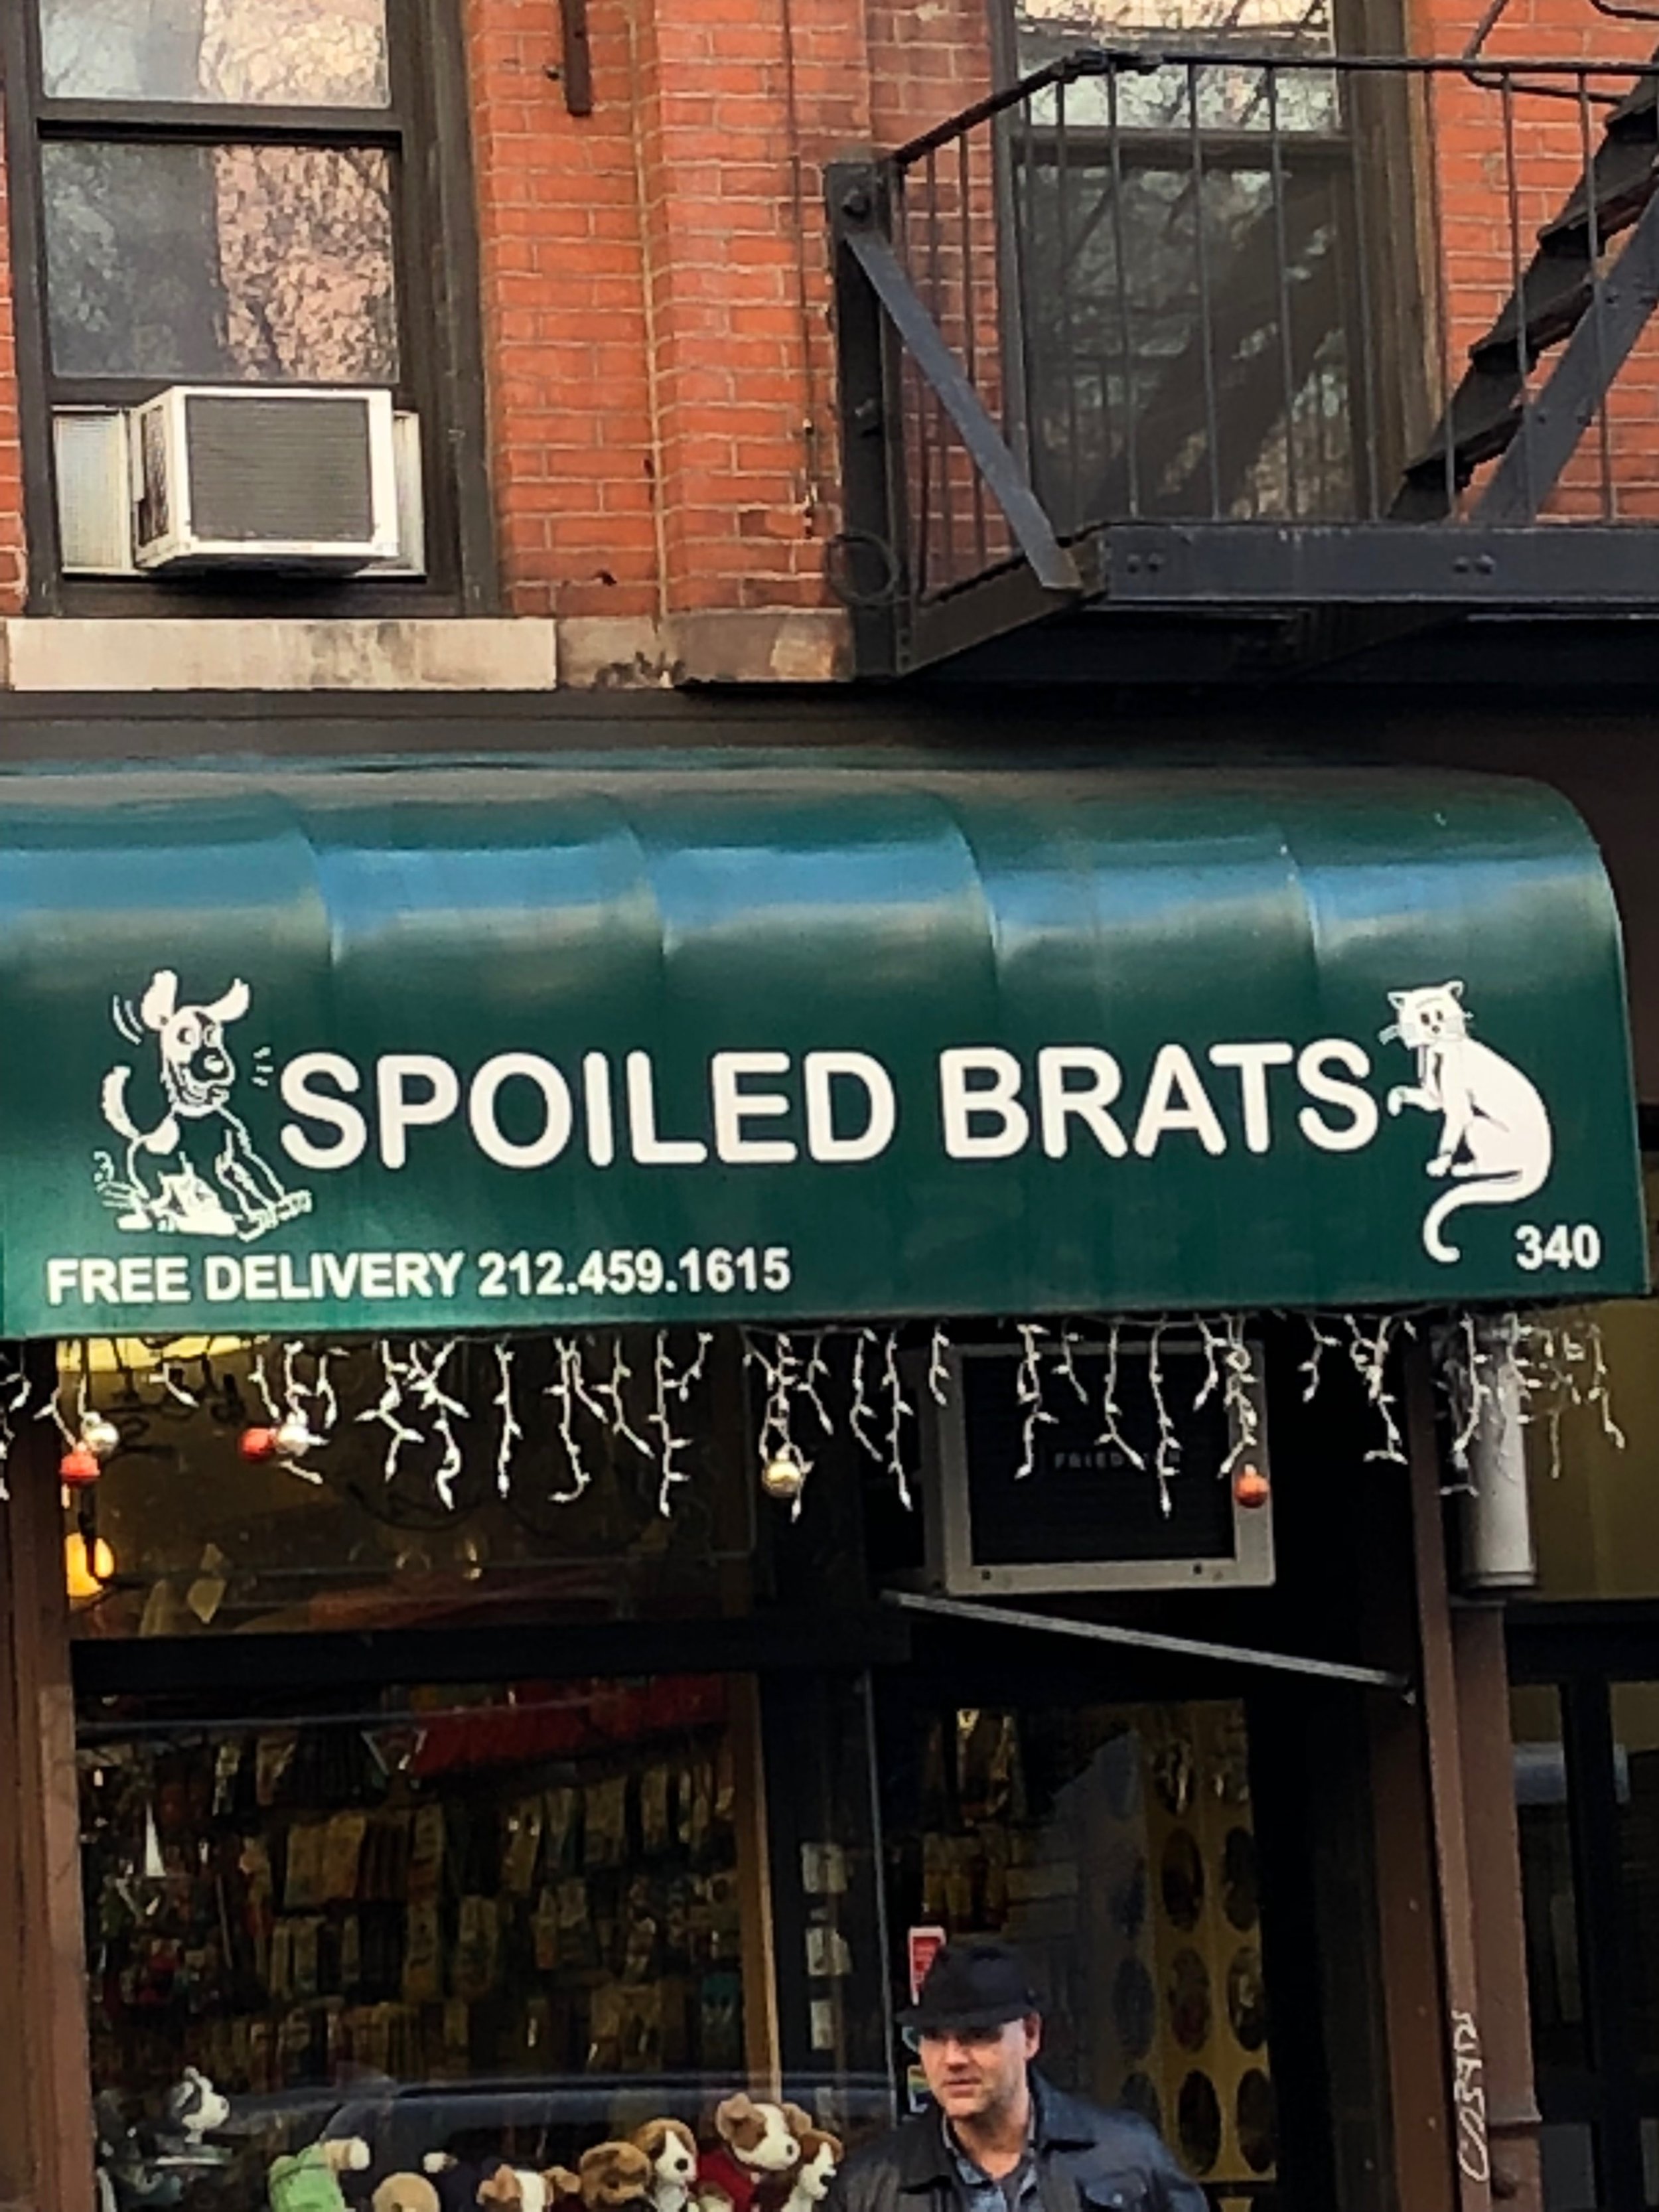 SPOILED BRATS
FREE DELIVERY 212.459.1615
340